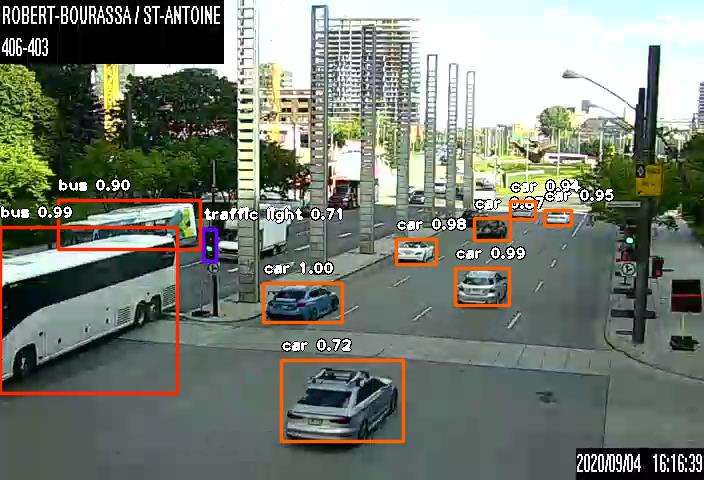 ROBERT-BOURASSA / ST-ANTOINE
406-403
bus 0.90
bus 0.99
traffic light 0.71
car 0.94
car 0.95
car 0.98
car 0.99
car 1.00
car 0.72
2020/09/04 16:16:39